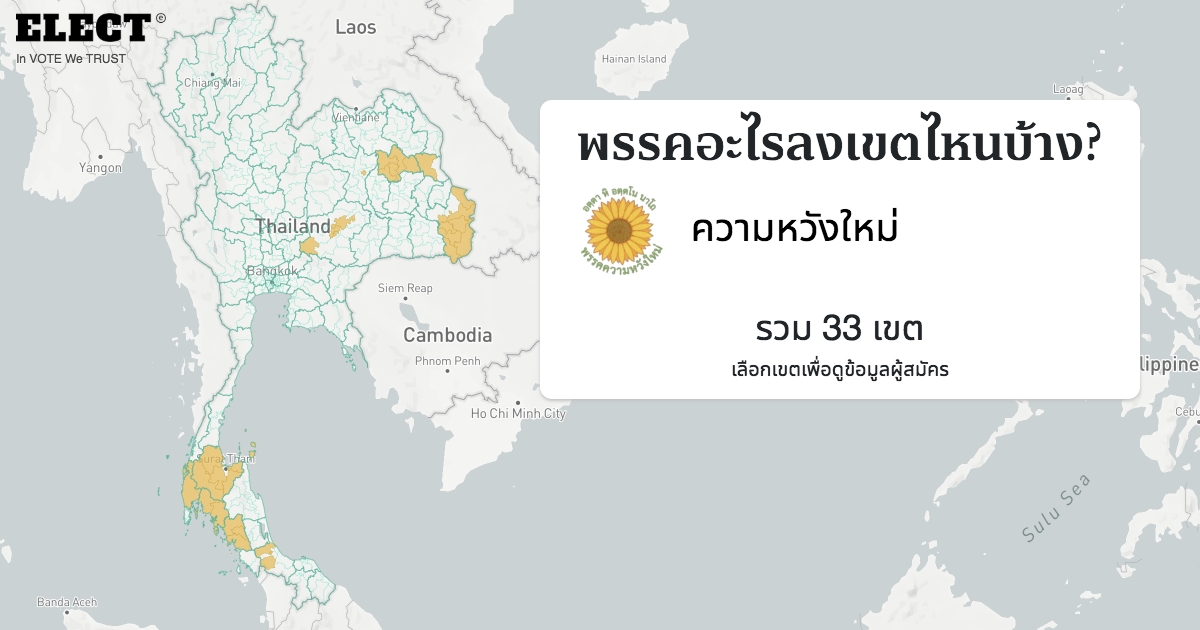 ELECT ®
In VOTE We TRUST
Laos
Hainan Island
Chiang Mai
Laoag
Vientiane
Yangon
พรรคอะไรลงเขตไหนบ้าง?
อตฺตา หิ อตฺตโน นาโถ
ความหวังใหม่
พรรคความหวังใหม่
Thailand
Bangkok
Siem Reap
Cambodia
รวม 33 เขต
Phnom Penh
เลือกเขตเพื่อดูข้อมูลผู้สมัคร
lippine
Ho Chi Minh City
Cebu
Surat Thani
Sulu Sea
Banda Aceh